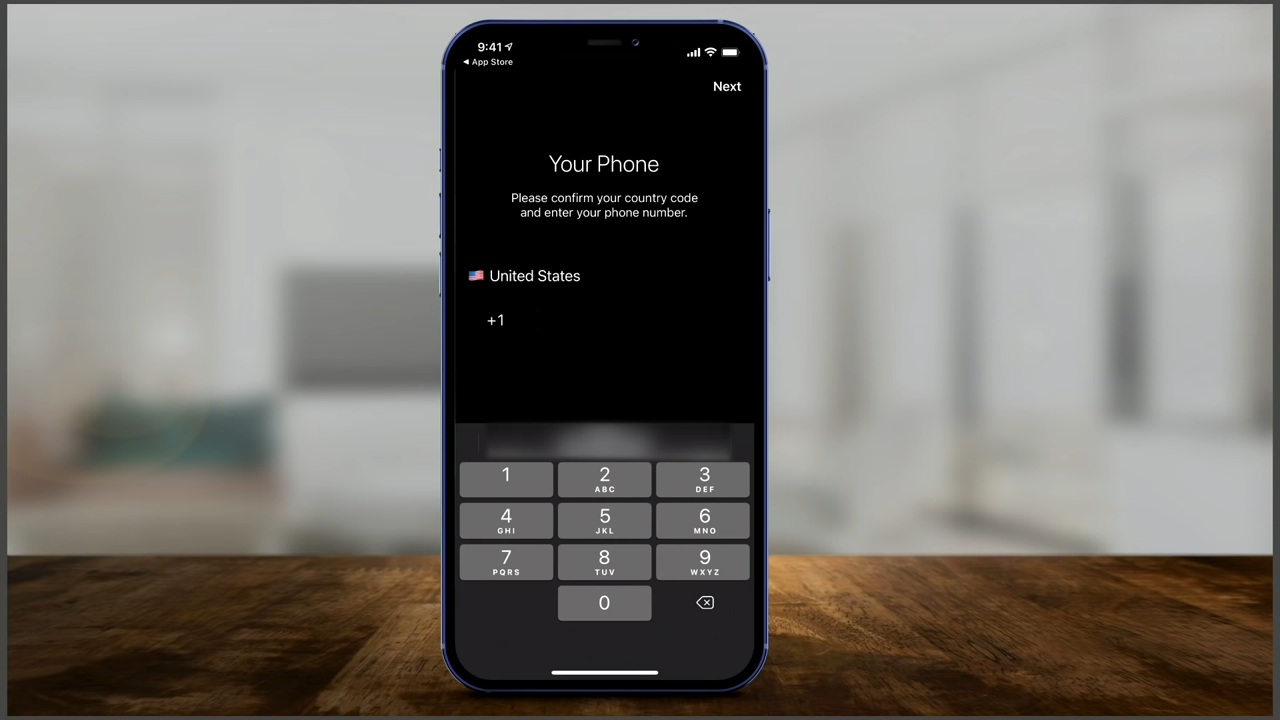 9:41
◀ App Store
Next
Your Phone
Please confirm your country code
and enter your phone number.
🇺🇸 United States
+1
1
2
ABC
3
DEF
4
GHI
5
JKL
6
MNO
7
PQRS
8
TUV
9
WXYZ
0